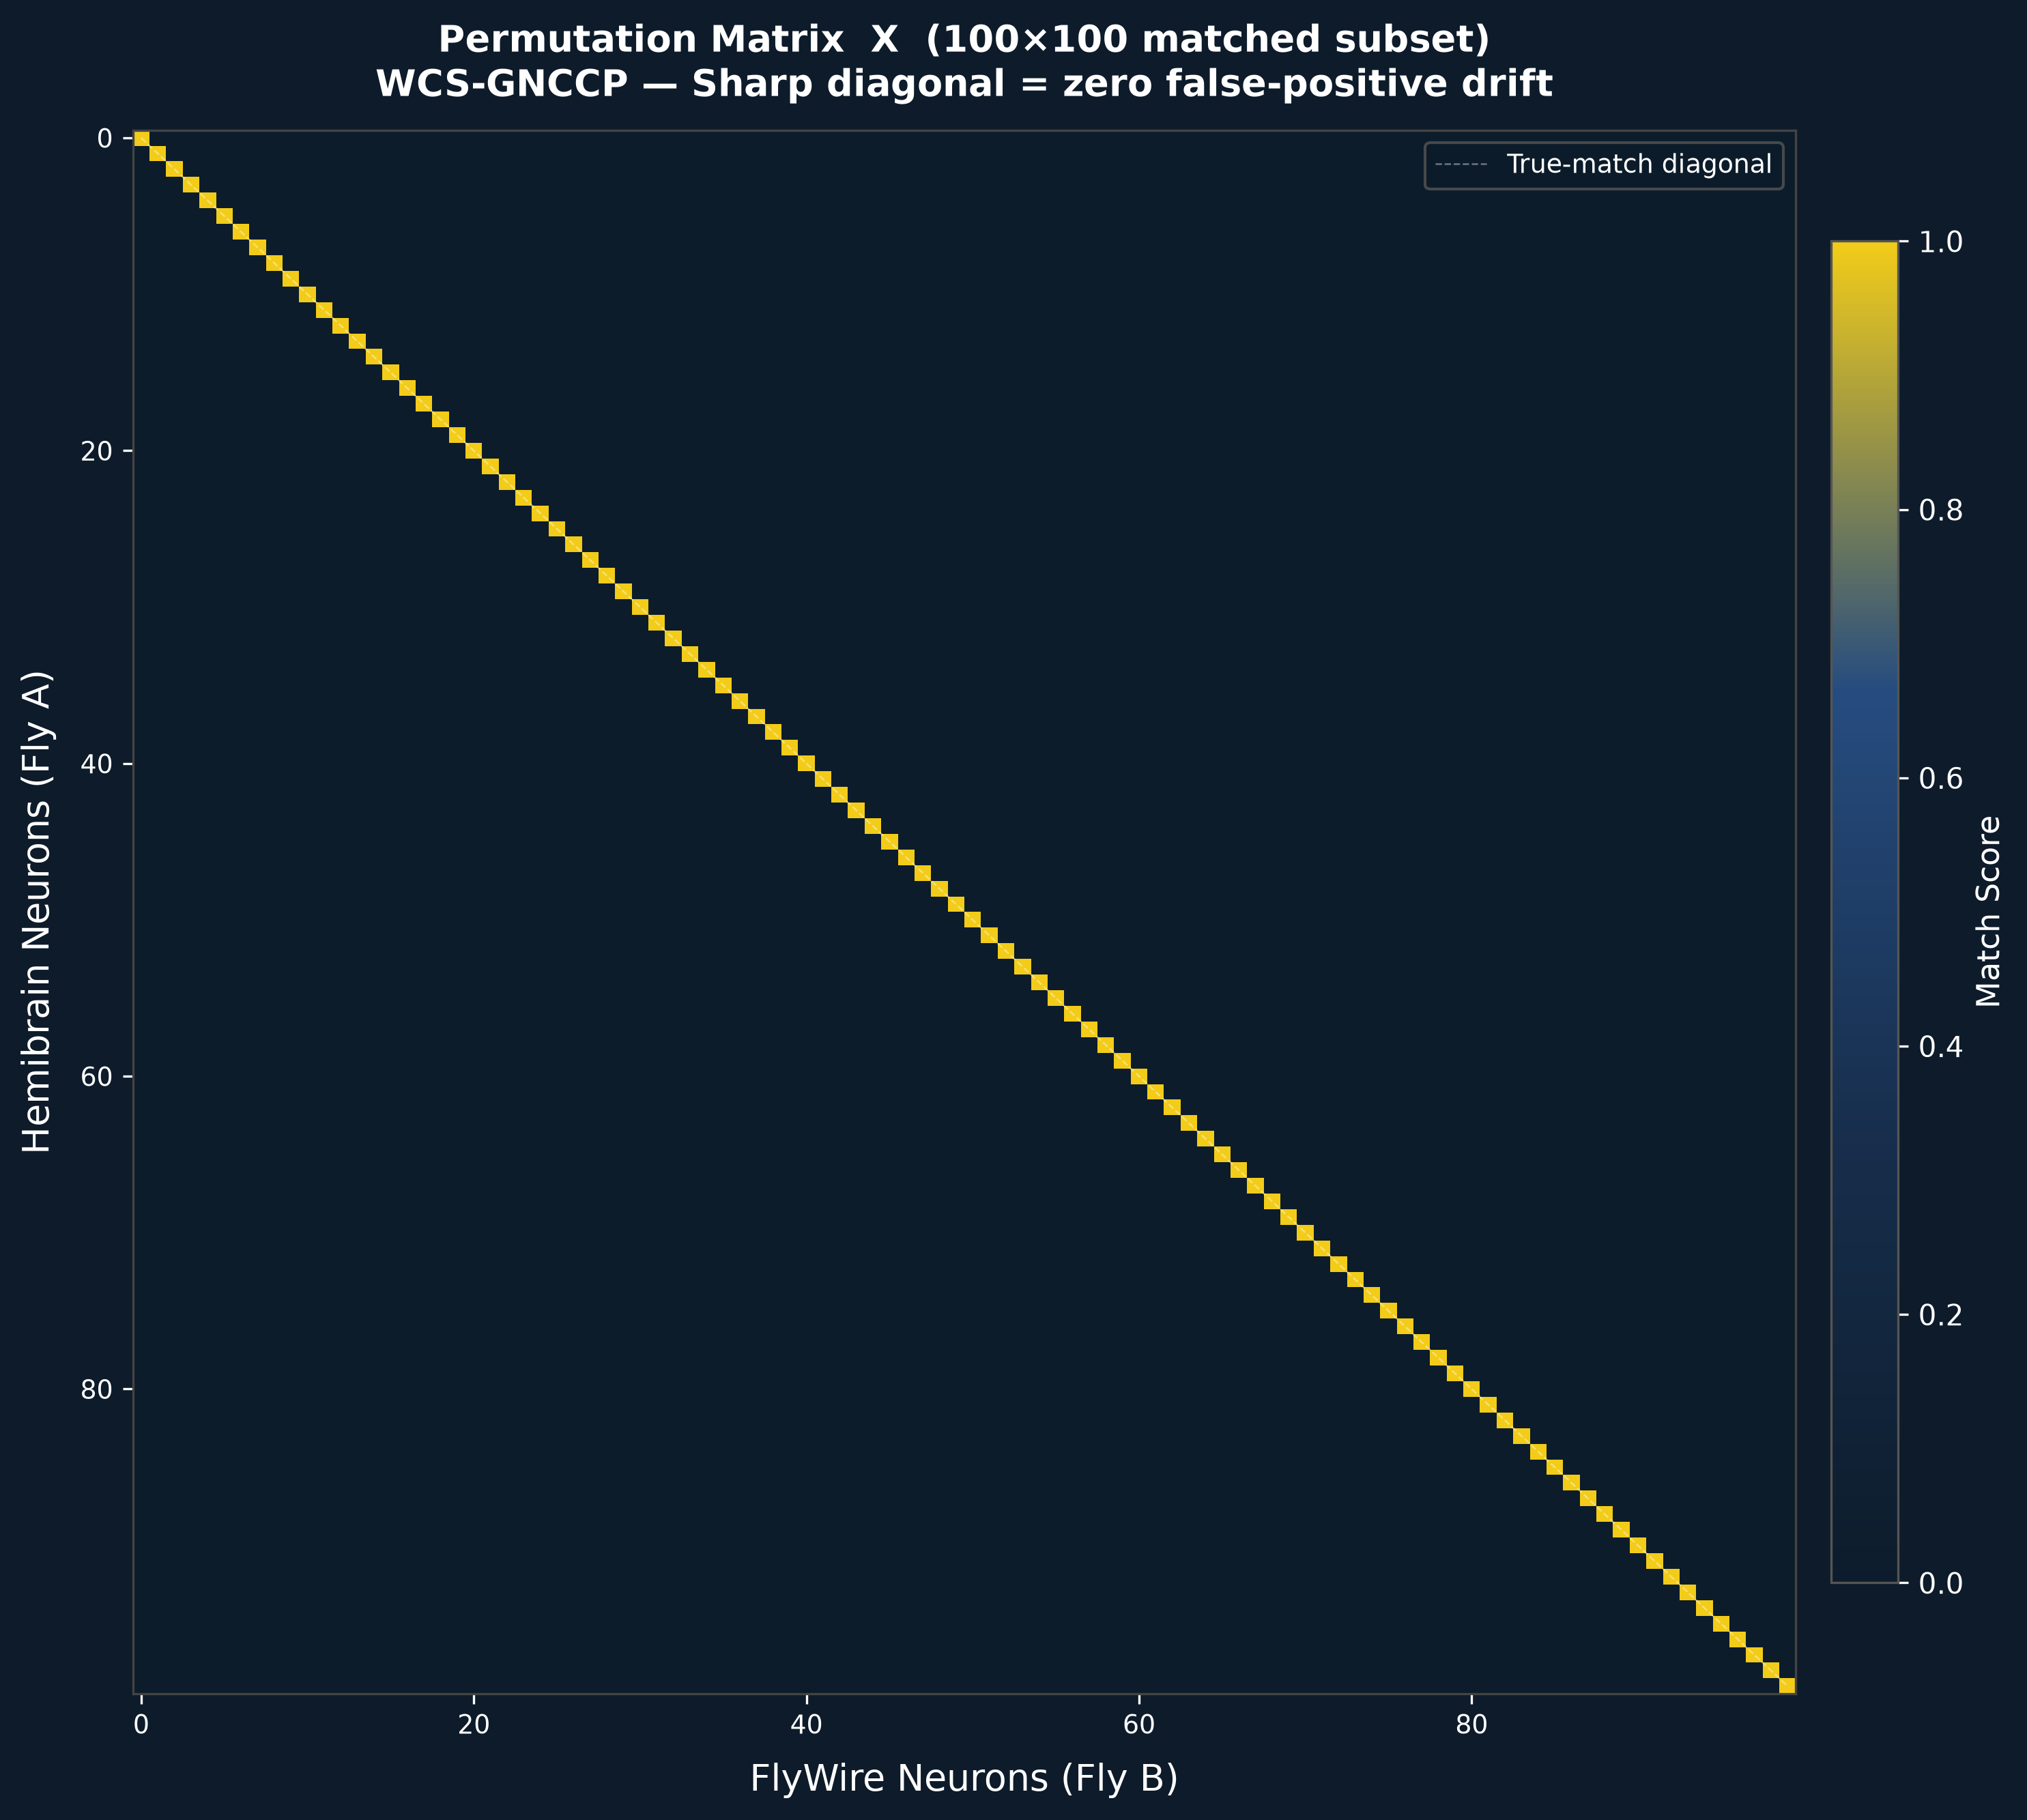 Permutation Matrix  X  (100×100 matched subset)
WCS-GNCCP — Sharp diagonal = zero false-positive drift
True-match diagonal
Hemibrain Neurons (Fly A)
0
20
40
60
80
0
20
40
60
80
FlyWire Neurons (Fly B)
1.0
0.8
0.6
0.4
0.2
0.0
Match Score